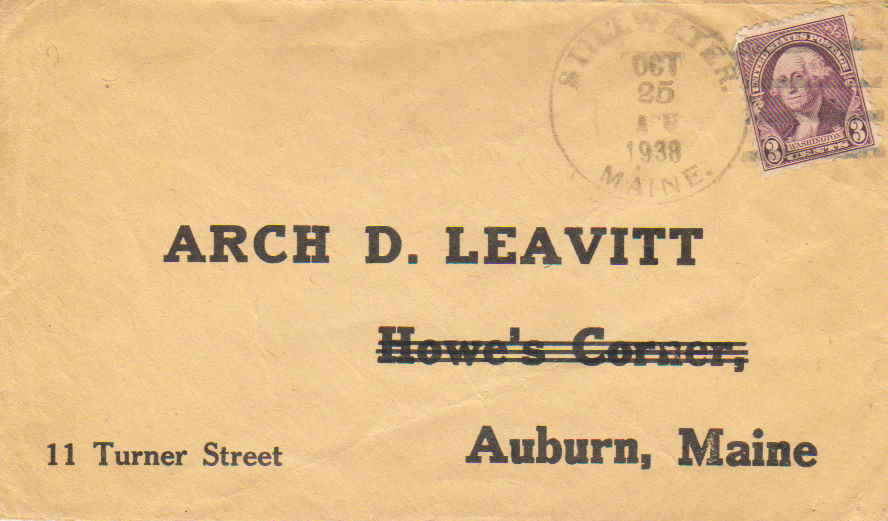 STILLWATER.
OCT
25
1938
MAINE.
UNITED STATES POSTAGE
3 WASHINGTON 3
CENTS
ARCH D. LEAVITT
Howe's Corner,
11 Turner Street
Auburn, Maine